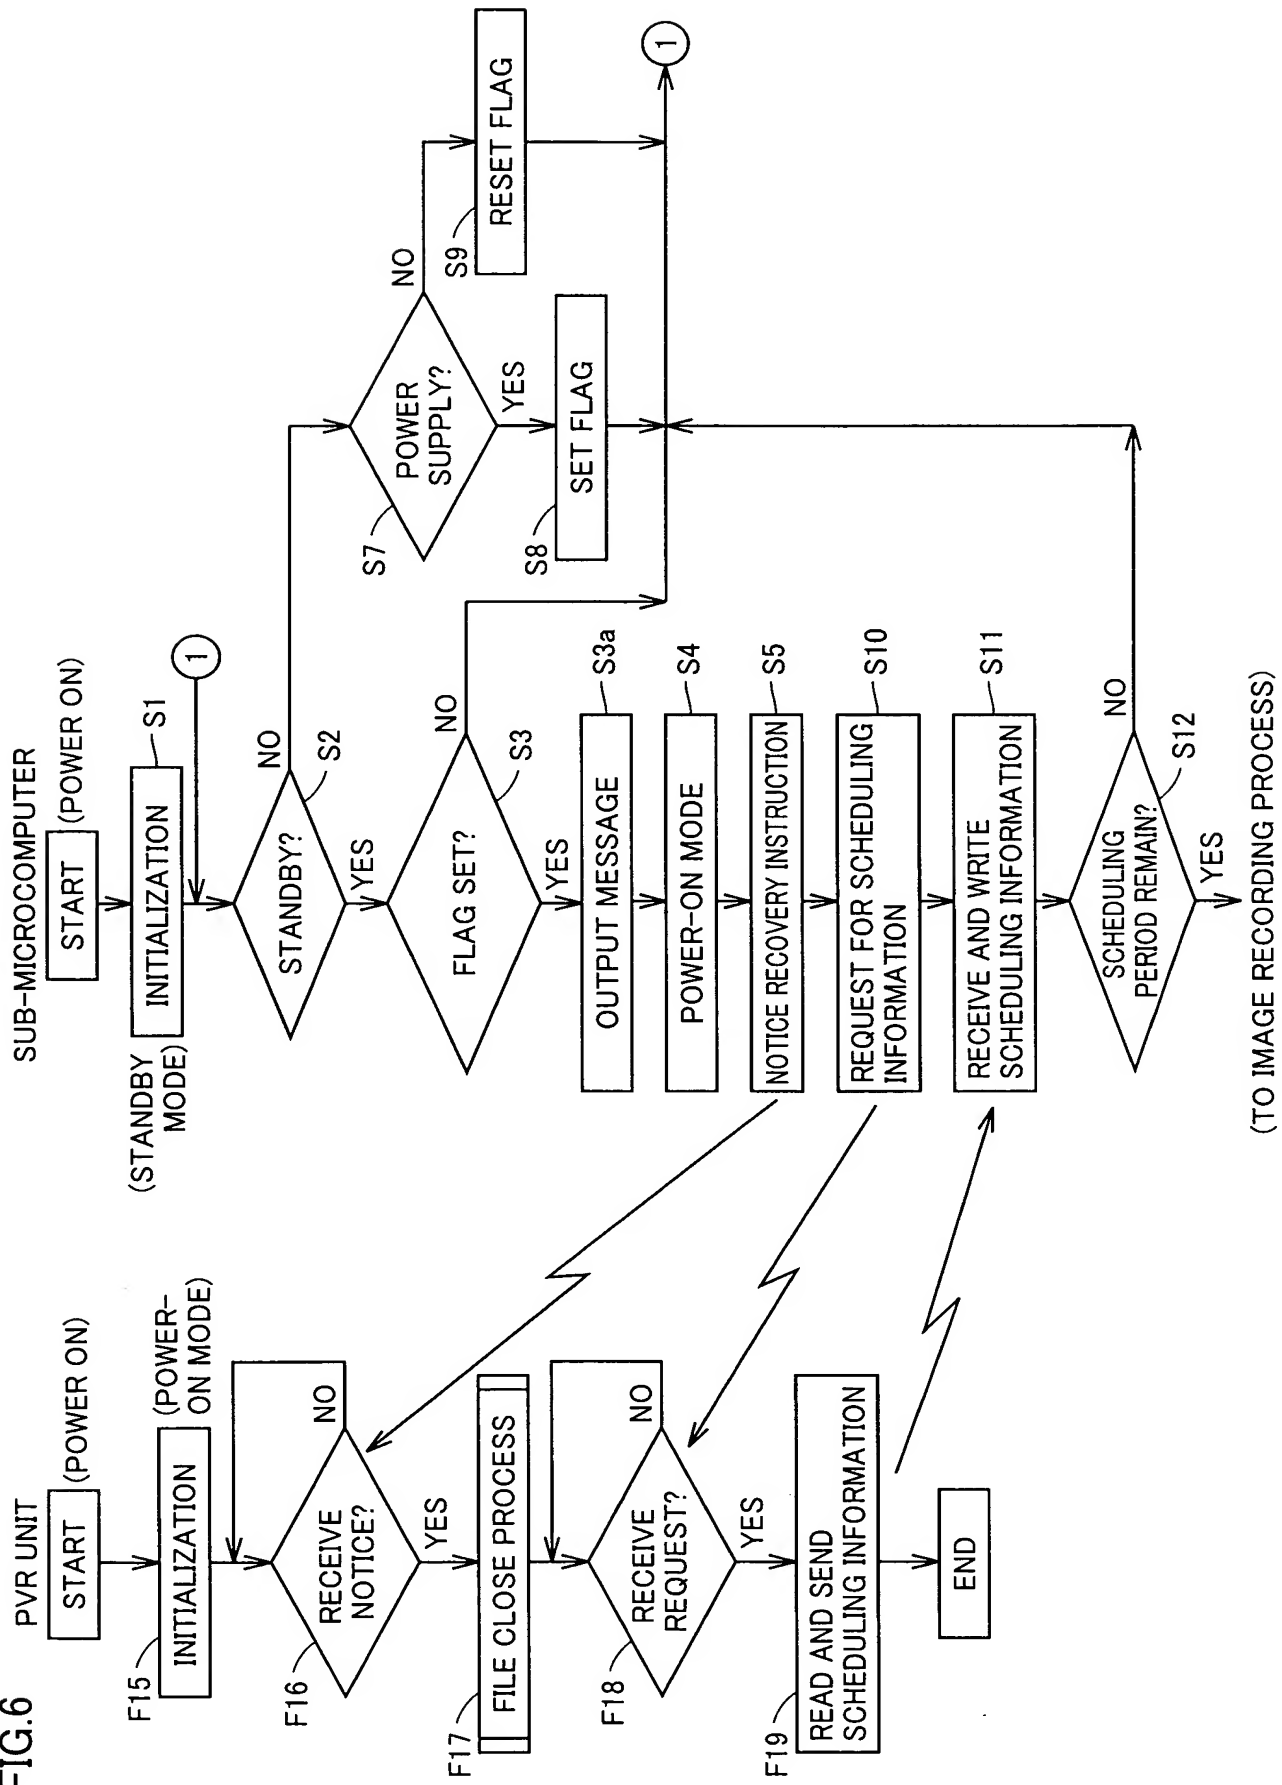 FIG.6
PVR UNIT
START
(POWER ON)
F15
INITIALIZATION
(POWER-
ON MODE)
F16
RECEIVE
NOTICE?
NO
YES
F17
FILE CLOSE PROCESS
F18
RECEIVE
REQUEST?
NO
YES
F19
READ AND SEND
SCHEDULING INFORMATION
END
SUB-MICROCOMPUTER
START
(POWER ON)
(STANDBY
MODE)
INITIALIZATION
S1
1
STANDBY?
S2
NO
YES
FLAG SET?
S3
NO
YES
OUTPUT MESSAGE
S3a
POWER-ON MODE
S4
NOTICE RECOVERY INSTRUCTION
S5
REQUEST FOR SCHEDULING
INFORMATION
S10
RECEIVE AND WRITE
SCHEDULING INFORMATION
S11
SCHEDULING
PERIOD REMAIN?
S12
NO
YES
(TO IMAGE RECORDING PROCESS)
S7
POWER
SUPPLY?
NO
YES
S8
SET FLAG
S9
RESET FLAG
1